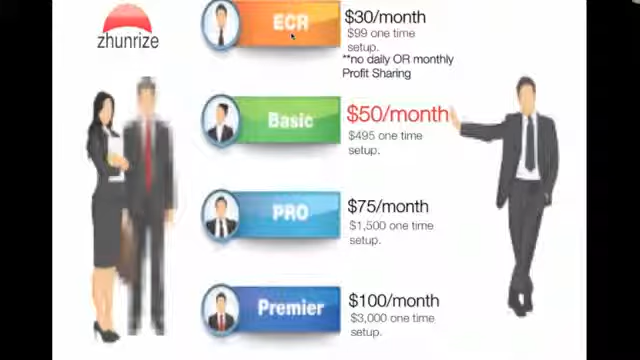 zhunrize
ECR
$30/month
$99 one time
setup.
**no daily OR monthly
Profit Sharing
Basic
$50/month
$495 one time
setup.
PRO
$75/month
$1,500 one time
setup.
Premier
$100/month
$3,000 one time
setup.